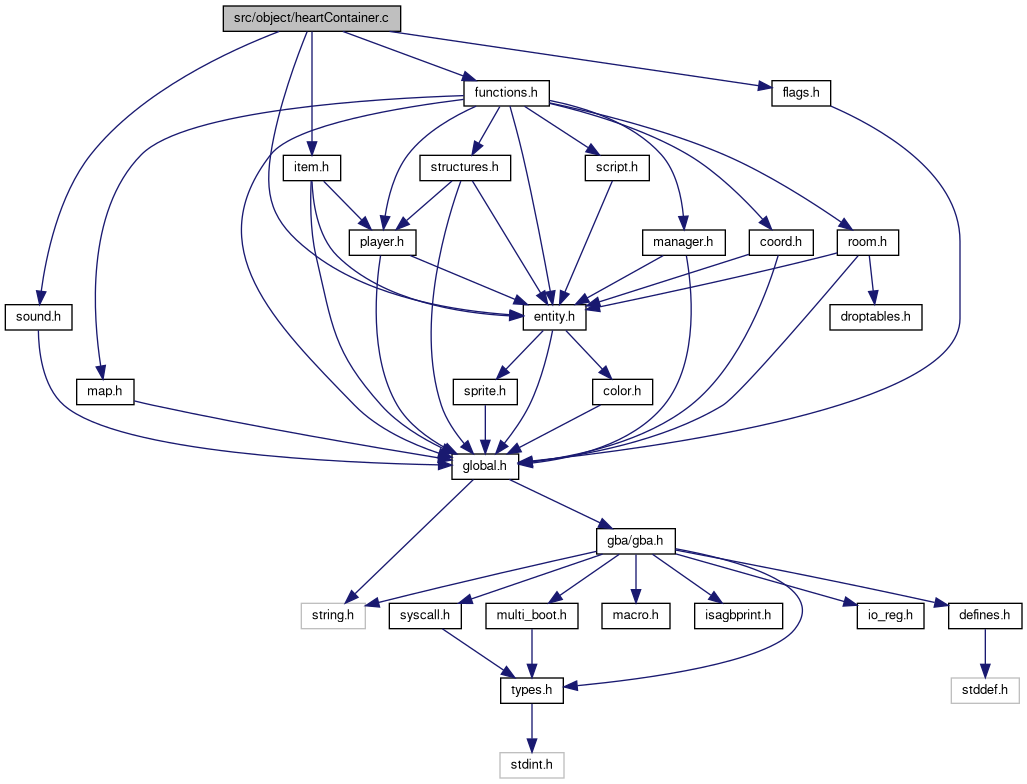 src/object/heartContainer.c
functions.h
flags.h
item.h
structures.h
script.h
player.h
manager.h
coord.h
room.h
sound.h
entity.h
droptables.h
map.h
sprite.h
color.h
global.h
gba/gba.h
string.h
syscall.h
multi_boot.h
macro.h
isagbprint.h
io_reg.h
defines.h
types.h
stddef.h
stdint.h